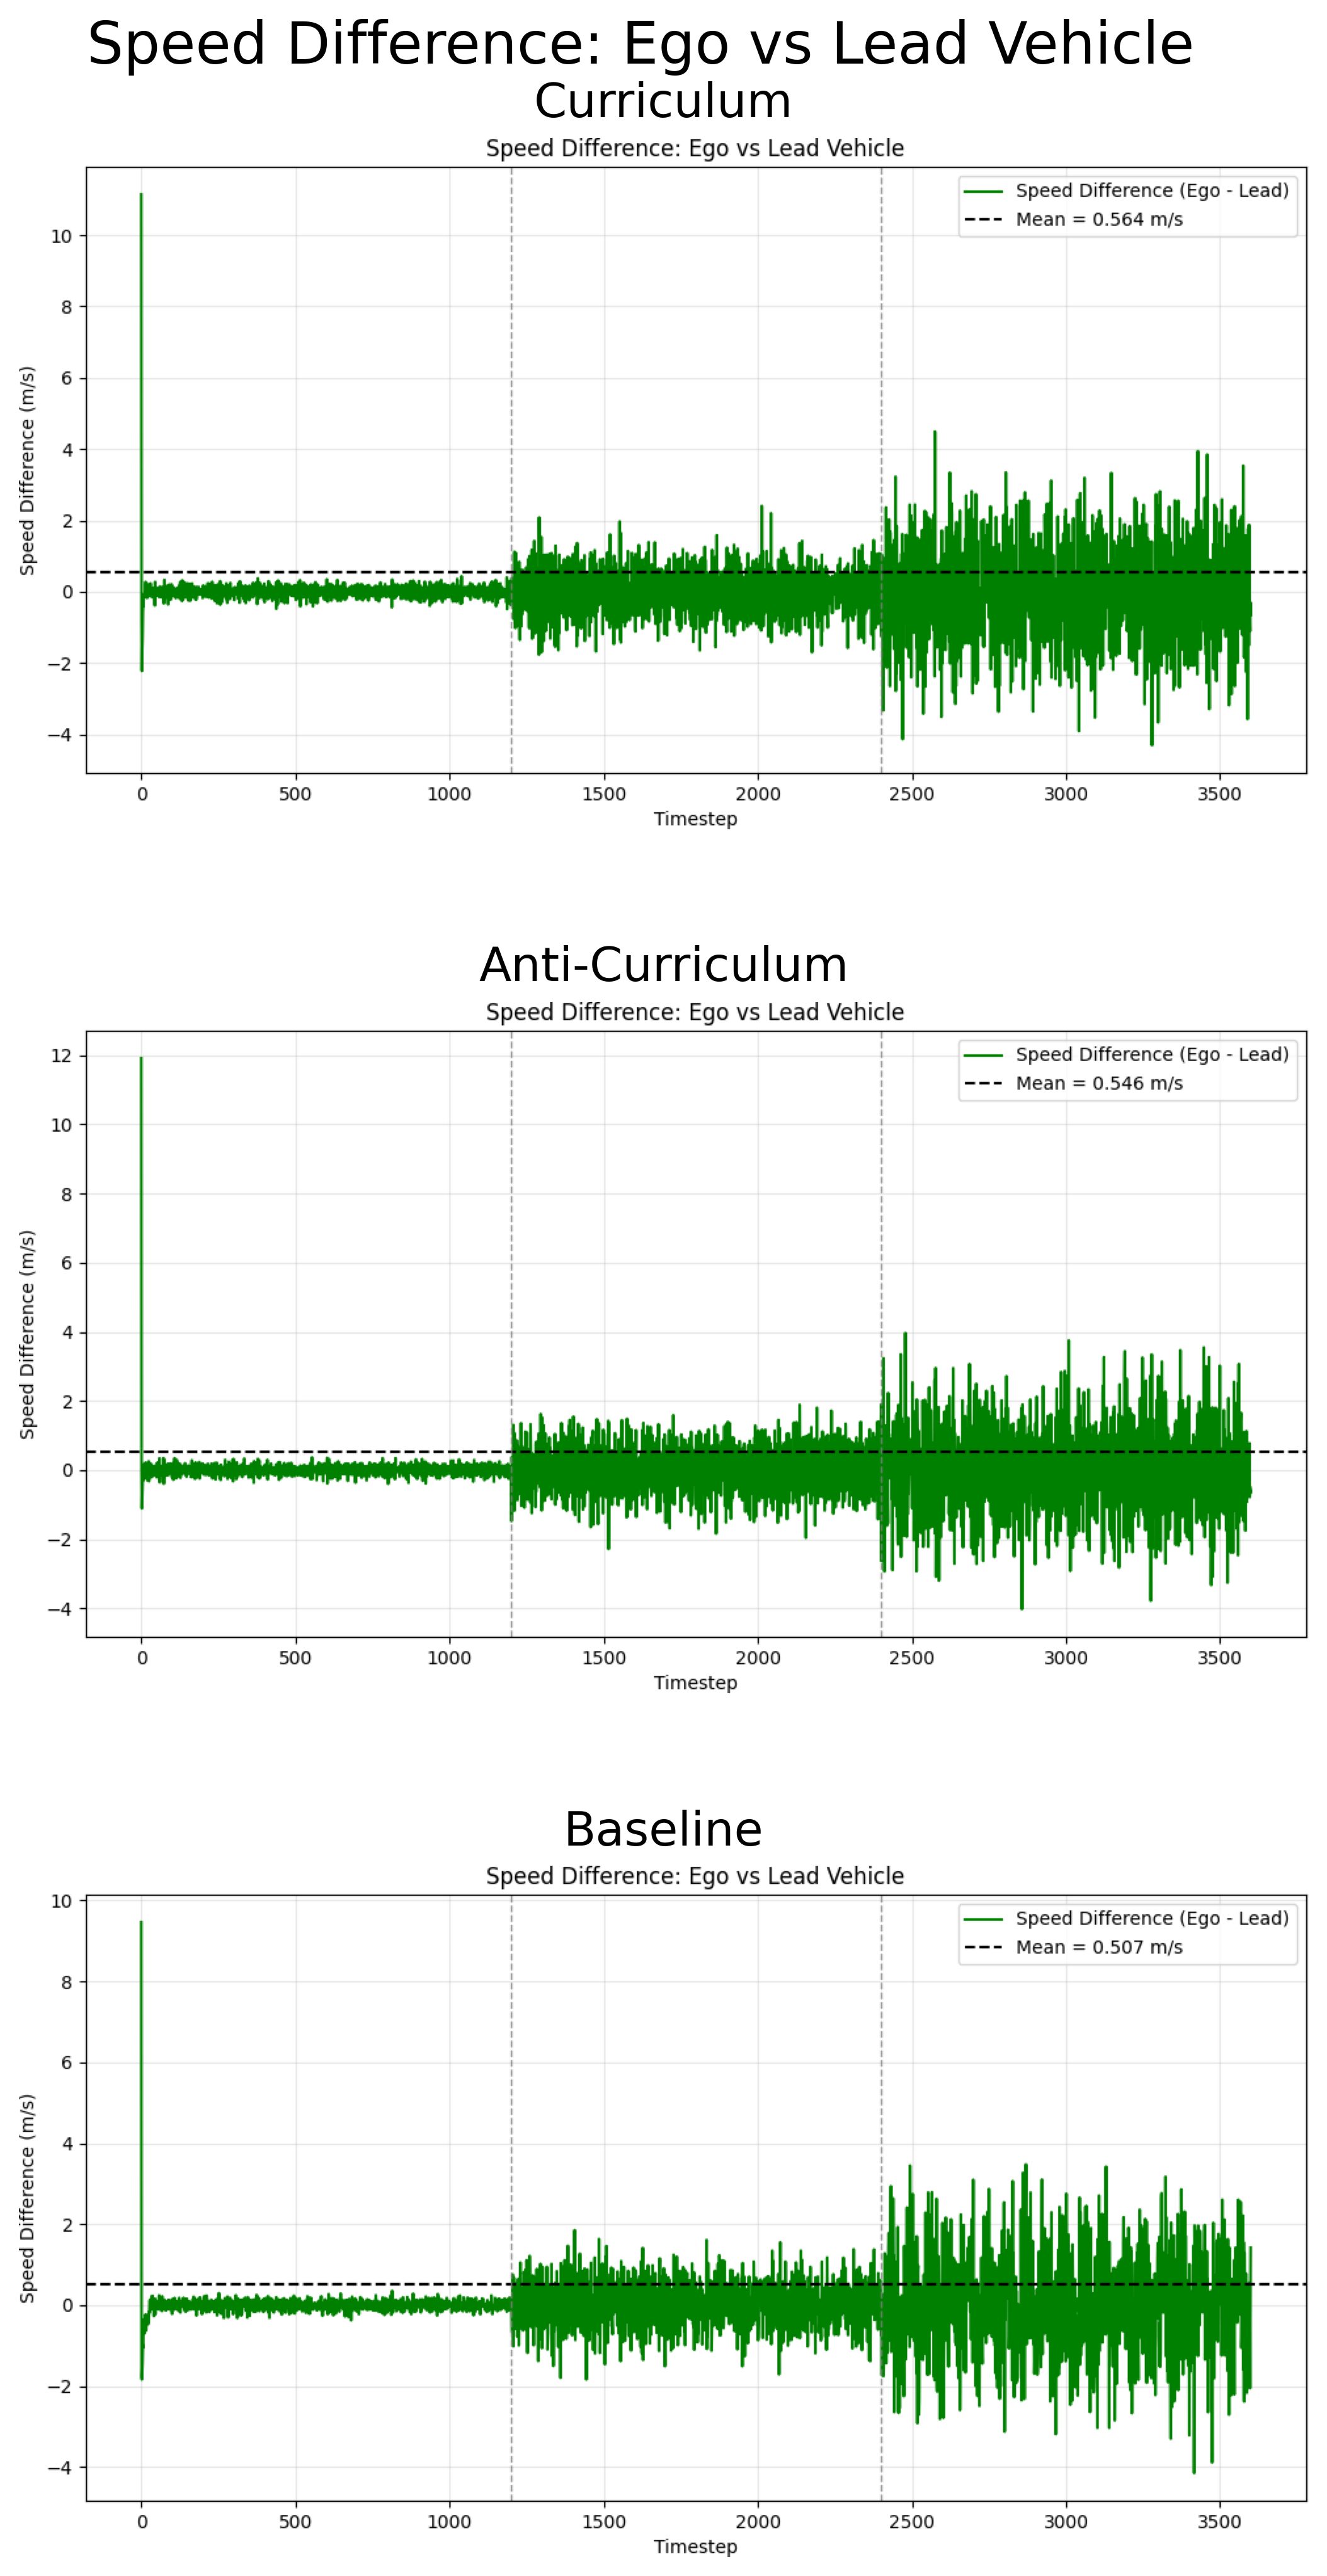 Speed Difference: Ego vs Lead Vehicle
Curriculum
Speed Difference: Ego vs Lead Vehicle
Speed Difference (Ego - Lead)
Mean = 0.564 m/s
Speed Difference (m/s)
10
8
6
4
2
0
−2
−4
0 500 1000 1500 2000 2500 3000 3500
Timestep
Anti-Curriculum
Speed Difference: Ego vs Lead Vehicle
Speed Difference (Ego - Lead)
Mean = 0.546 m/s
Speed Difference (m/s)
12
10
8
6
4
2
0
−2
−4
0 500 1000 1500 2000 2500 3000 3500
Timestep
Baseline
Speed Difference: Ego vs Lead Vehicle
Speed Difference (Ego - Lead)
Mean = 0.507 m/s
Speed Difference (m/s)
10
8
6
4
2
0
−2
−4
0 500 1000 1500 2000 2500 3000 3500
Timestep